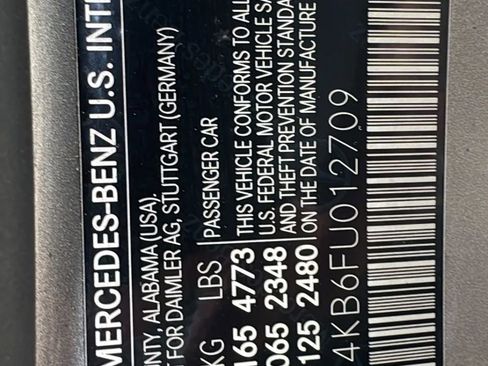 MERCEDES-BENZ U.S. INT
UNTY, ALABAMA (USA),
T FOR DAIMLER AG, STUTTGART (GERMANY)
KG LBS PASSENGER CAR
165 4773 THIS VEHICLE CONFORMS TO ALL
065 2348 U.S. FEDERAL MOTOR VEHICLE SA
125 2480 AND THEFT PREVENTION STANDAR
ON THE DATE OF MANUFACTURE
4KB6FU012709